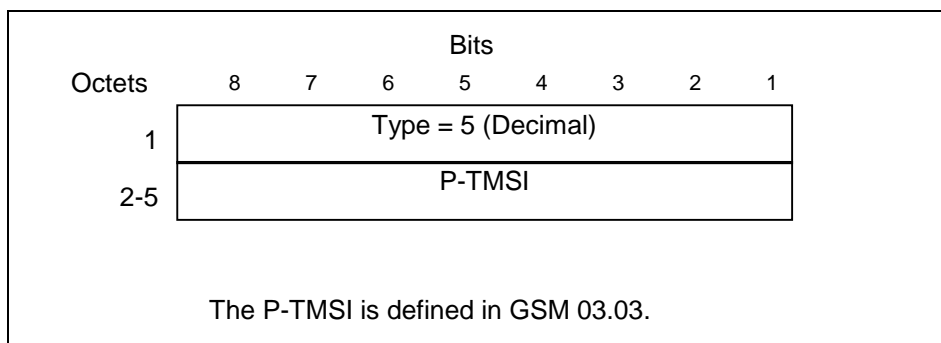 Bits
Octets 8 7 6 5 4 3 2 1
1 Type = 5 (Decimal)
2-5 P-TMSI
The P-TMSI is defined in GSM 03.03.